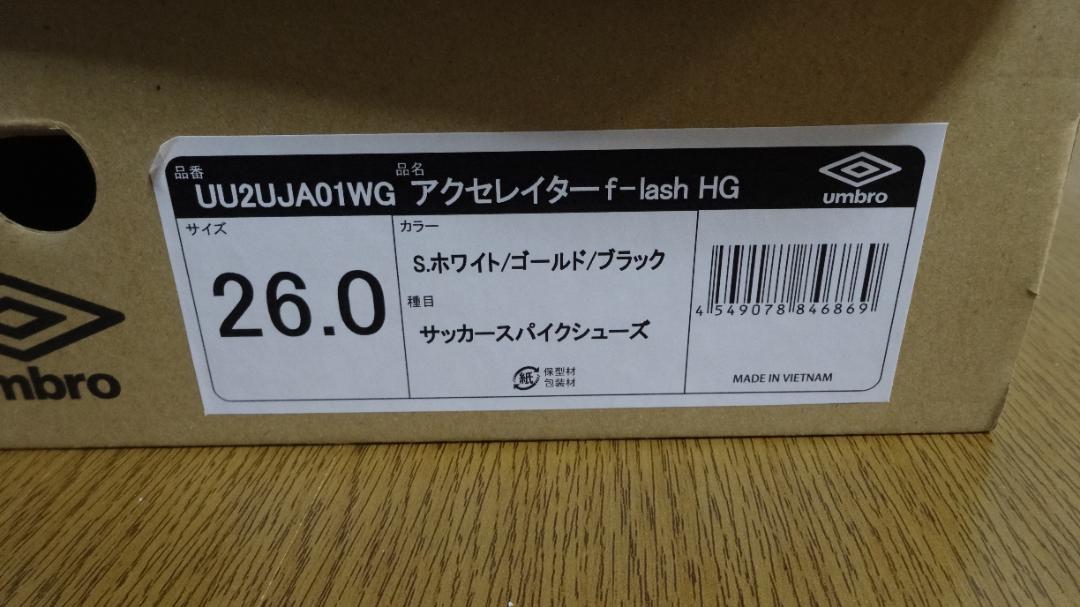 品番
UU2UJA01WG
品名
アクセレイターf-lash HG
umbro
サイズ
26.0
カラー
S.ホワイト/ゴールド/ブラック
種目
サッカースパイクシューズ
紙
保型材
包装材
4 549078 846869
MADE IN VIETNAM
mbro